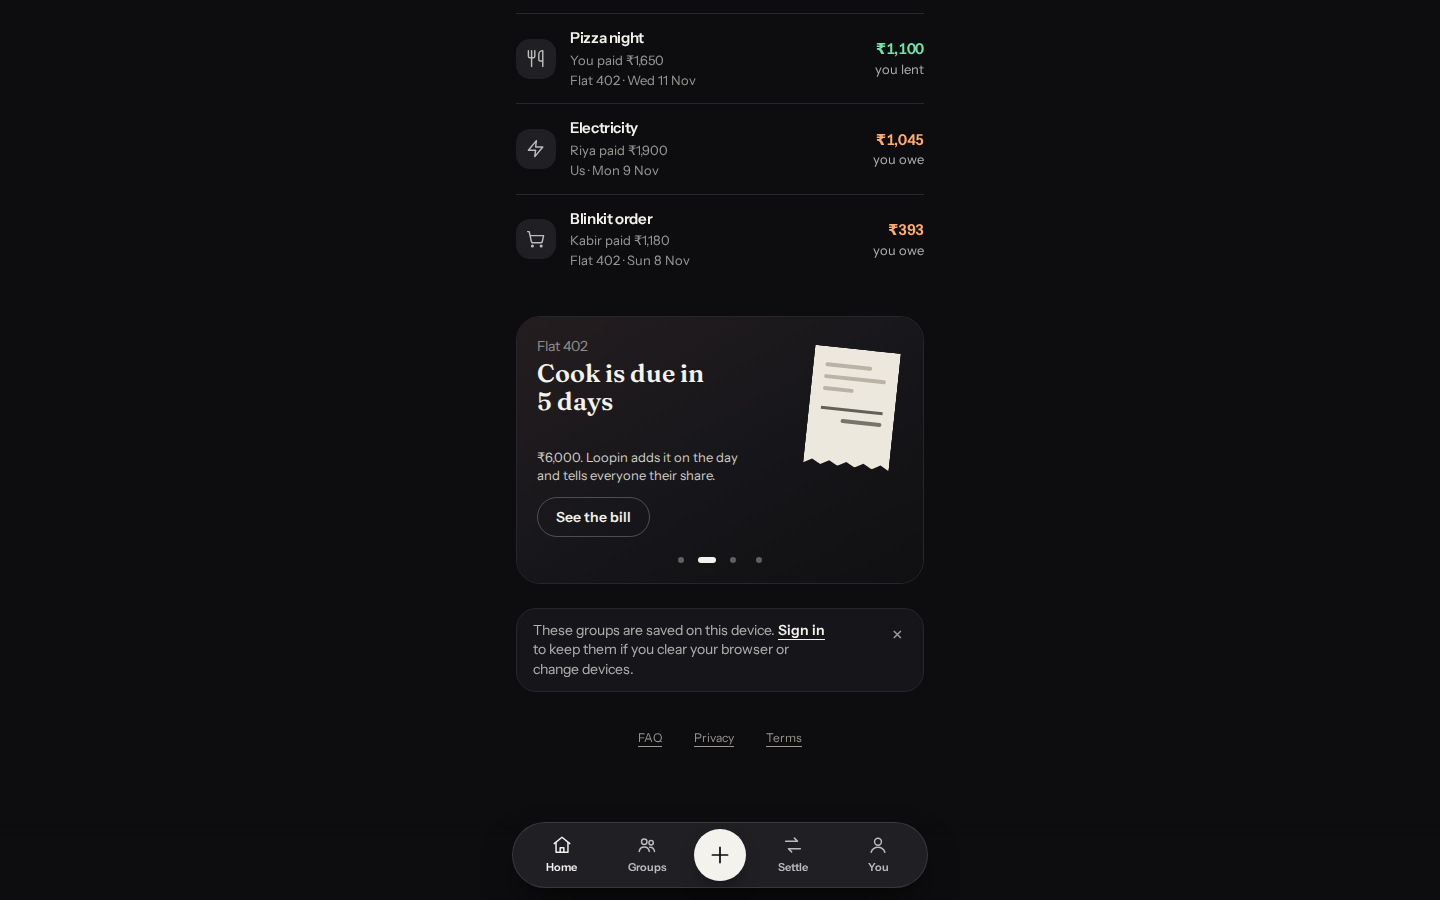 Pizza night
₹1,100
You paid ₹1,650
you lent
Flat 402 · Wed 11 Nov
Electricity
₹1,045
Riya paid ₹1,900
you owe
Us · Mon 9 Nov
Blinkit order
₹393
Kabir paid ₹1,180
you owe
Flat 402 · Sun 8 Nov
Flat 402
Cook is due in
5 days
₹6,000. Loopin adds it on the day
and tells everyone their share.
See the bill
These groups are saved on this device. Sign in
to keep them if you clear your browser or
change devices.
FAQ Privacy Terms
Home Groups Settle You